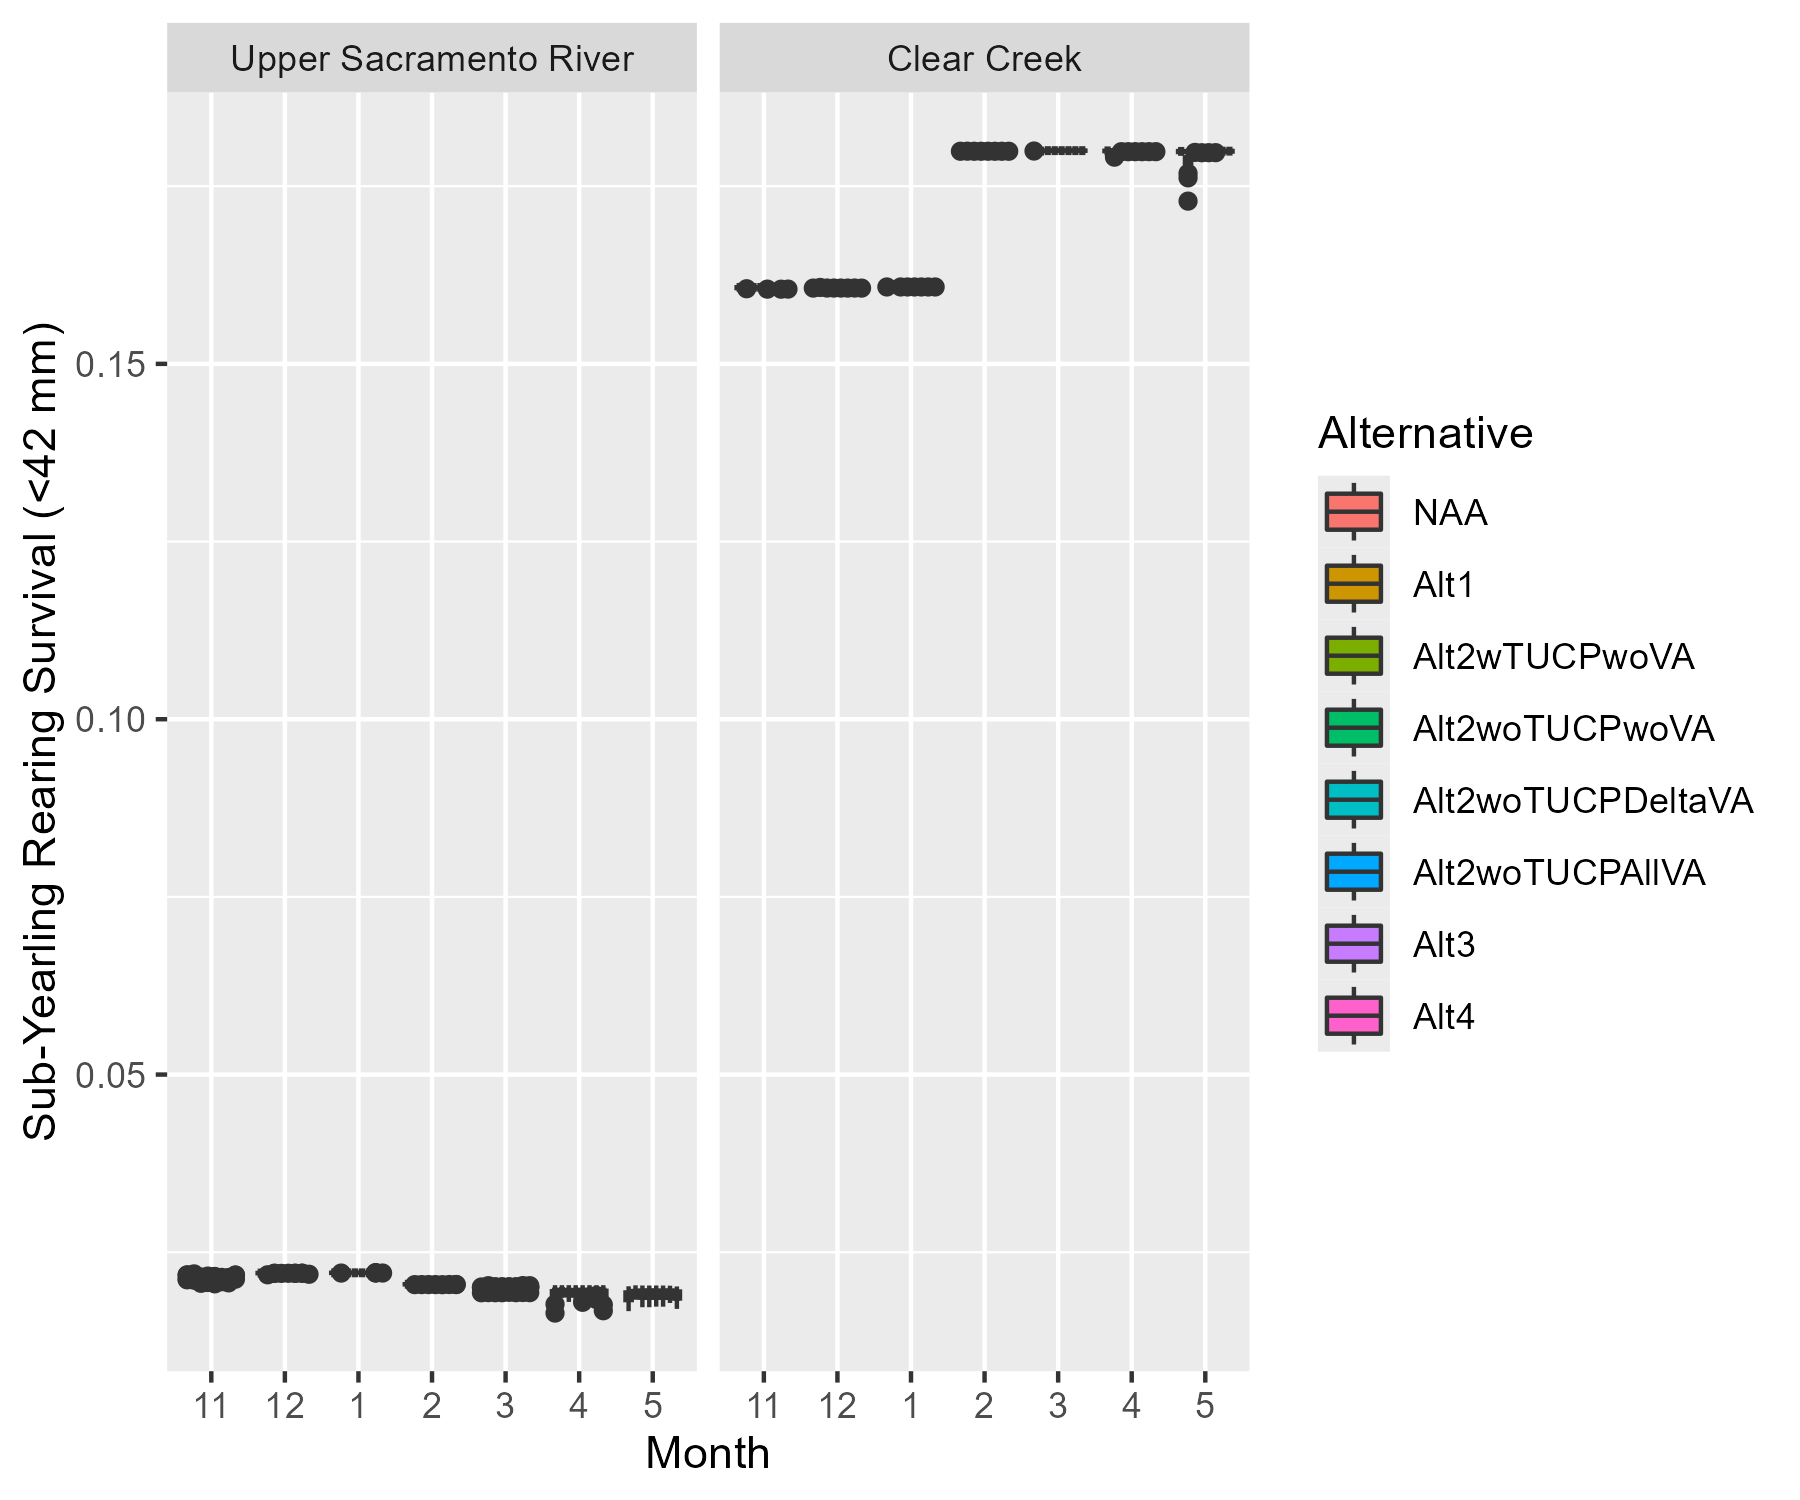 Upper Sacramento River Clear Creek
Sub-Yearling Rearing Survival (<42 mm)
0.15
0.10
0.05
11 12 1 2 3 4 5 11 12 1 2 3 4 5
Month
Alternative
NAA
Alt1
Alt2wTUCPwoVA
Alt2woTUCPwoVA
Alt2woTUCPDeltaVA
Alt2woTUCPAllVA
Alt3
Alt4